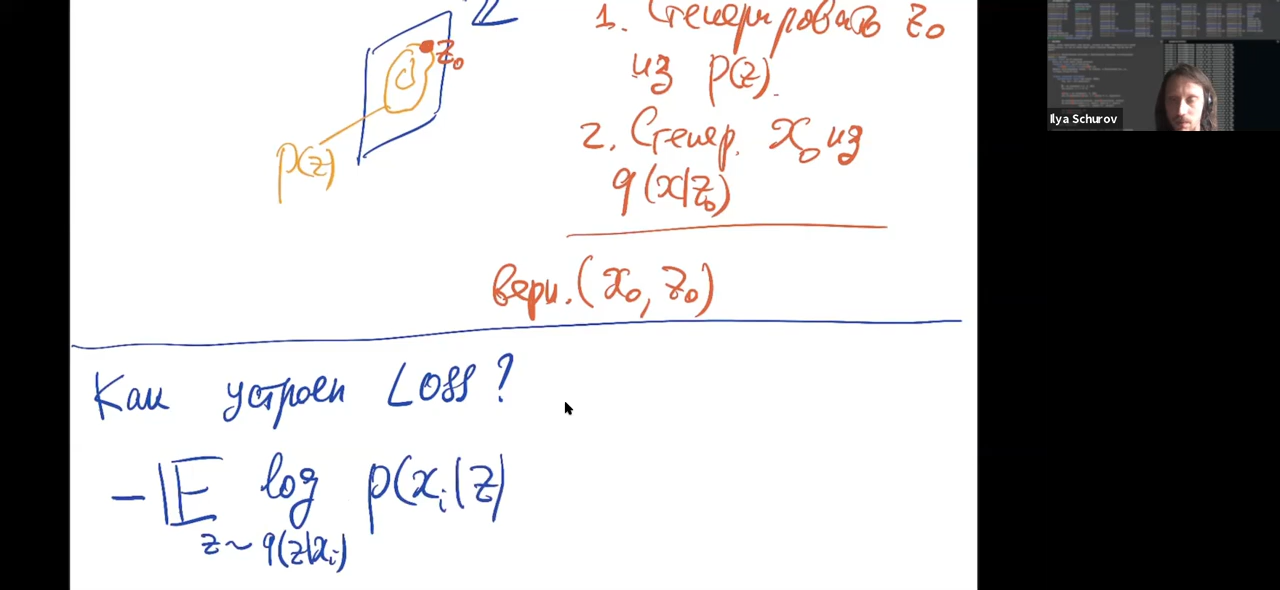 Z
z₀
p(z)
1. Сгенерировать z₀
из p(z).
2. Сгенер. x₀ из
q(x|z₀)
верн. (x₀, z₀)
Как устроен Loss?
– 𝔼 log p(xᵢ|z)
z ~ q(z|xᵢ)
Ilya Schurov